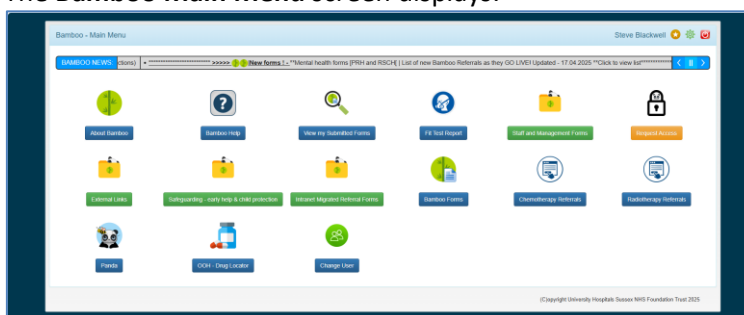 The Bamboo Main Menu screen displays:
Bamboo - Main Menu
Steve Blackwell
BAMBOO NEWS
ctions) >>>>> New forms ! - **Mental health forms [PRH and RSCH] | List of new Bamboo Referrals as they GO LIVE! Updated - 17.04.2025 **Click to view list**
About Bamboo
Bamboo Help
View my Submitted Forms
Fit Test Report
Staff and Management Forms
Request Access
External Links
Safeguarding - early help & child protection
Intranet Migrated Referral Forms
Bamboo Forms
Chemotherapy Referrals
Radiotherapy Referrals
Panda
OOH - Drug Locator
Change User
(C)opyright University Hospitals Sussex NHS Foundation Trust 2025